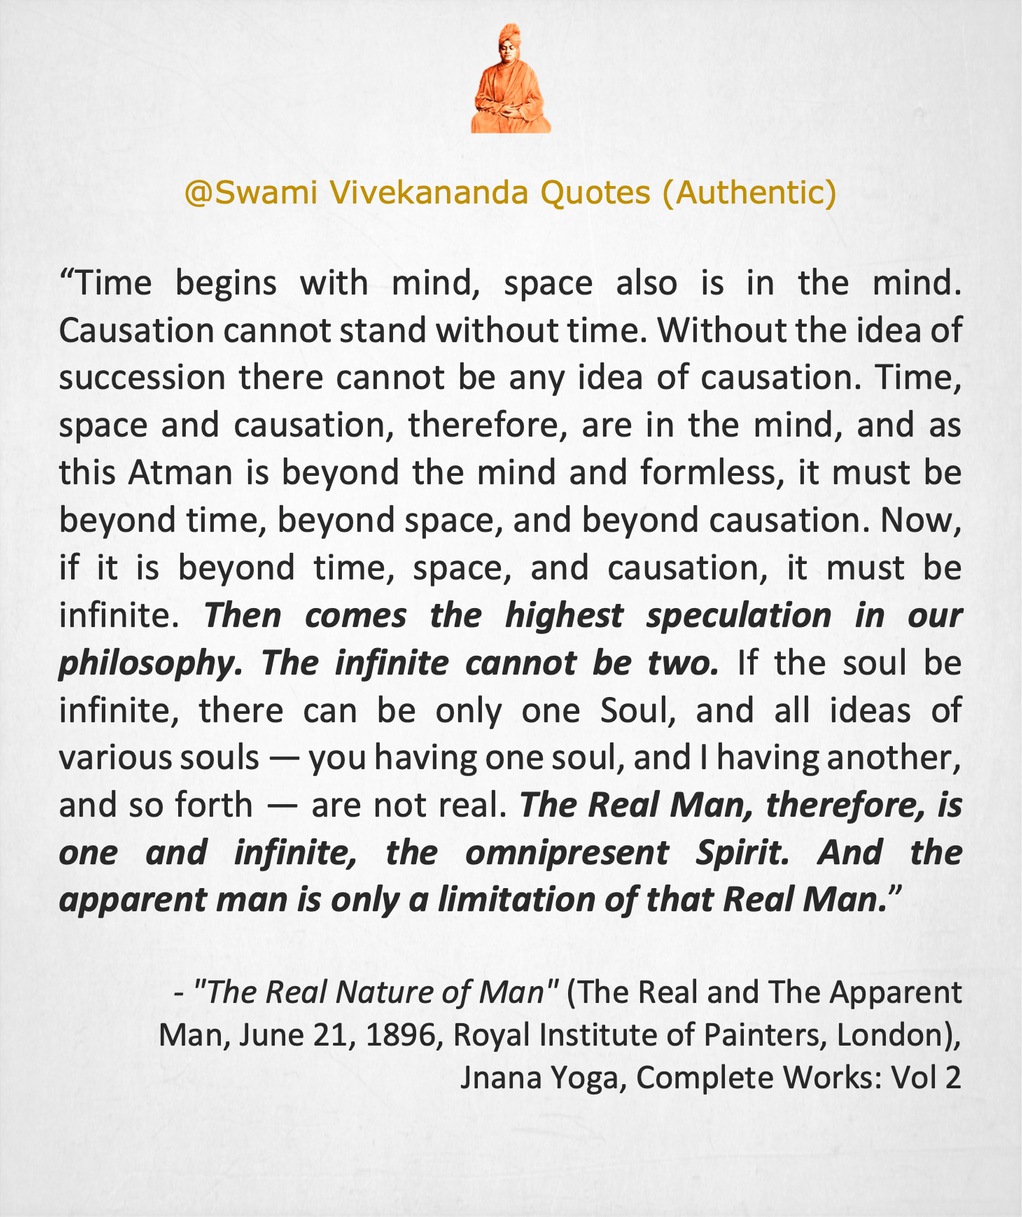 @Swami Vivekananda Quotes (Authentic)
“Time begins with mind, space also is in the mind.
Causation cannot stand without time. Without the idea of
succession there cannot be any idea of causation. Time,
space and causation, therefore, are in the mind, and as
this Atman is beyond the mind and formless, it must be
beyond time, beyond space, and beyond causation. Now,
if it is beyond time, space, and causation, it must be
infinite. Then comes the highest speculation in our
philosophy. The infinite cannot be two. If the soul be
infinite, there can be only one Soul, and all ideas of
various souls — you having one soul, and I having another,
and so forth — are not real. The Real Man, therefore, is
one and infinite, the omnipresent Spirit. And the
apparent man is only a limitation of that Real Man.”
- "The Real Nature of Man" (The Real and The Apparent
Man, June 21, 1896, Royal Institute of Painters, London),
Jnana Yoga, Complete Works: Vol 2